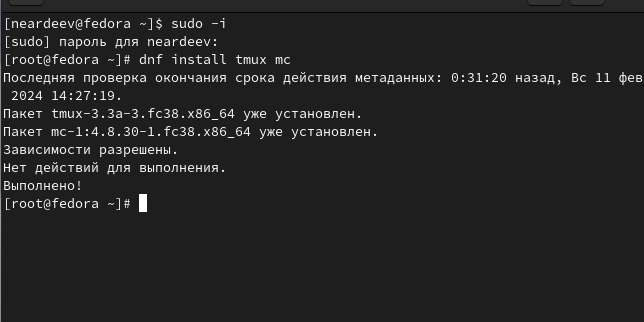 [neardeev@fedora ~]$ sudo -i
[sudo] пароль для neardeev:
[root@fedora ~]# dnf install tmux mc
Последняя проверка окончания срока действия метаданных: 0:31:20 назад, Вс 11 фев
 2024 14:27:19.
Пакет tmux-3.3a-3.fc38.x86_64 уже установлен.
Пакет mc-1:4.8.30-1.fc38.x86_64 уже установлен.
Зависимости разрешены.
Нет действий для выполнения.
Выполнено!
[root@fedora ~]#